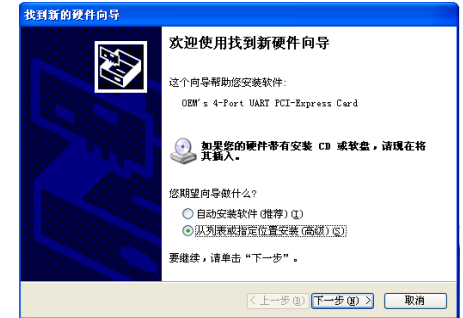 找到新的硬件向导
欢迎使用找到新硬件向导
这个向导帮助您安装软件:
OEM's 4-Port UART PCI-Express Card
如果您的硬件带有安装 CD 或软盘，请现在将
其插入。
您期望向导做什么?
自动安装软件(推荐)(I)
从列表或指定位置安装(高级)(S)
要继续，请单击“下一步”。
< 上一步(B) 下一步(N) > 取消